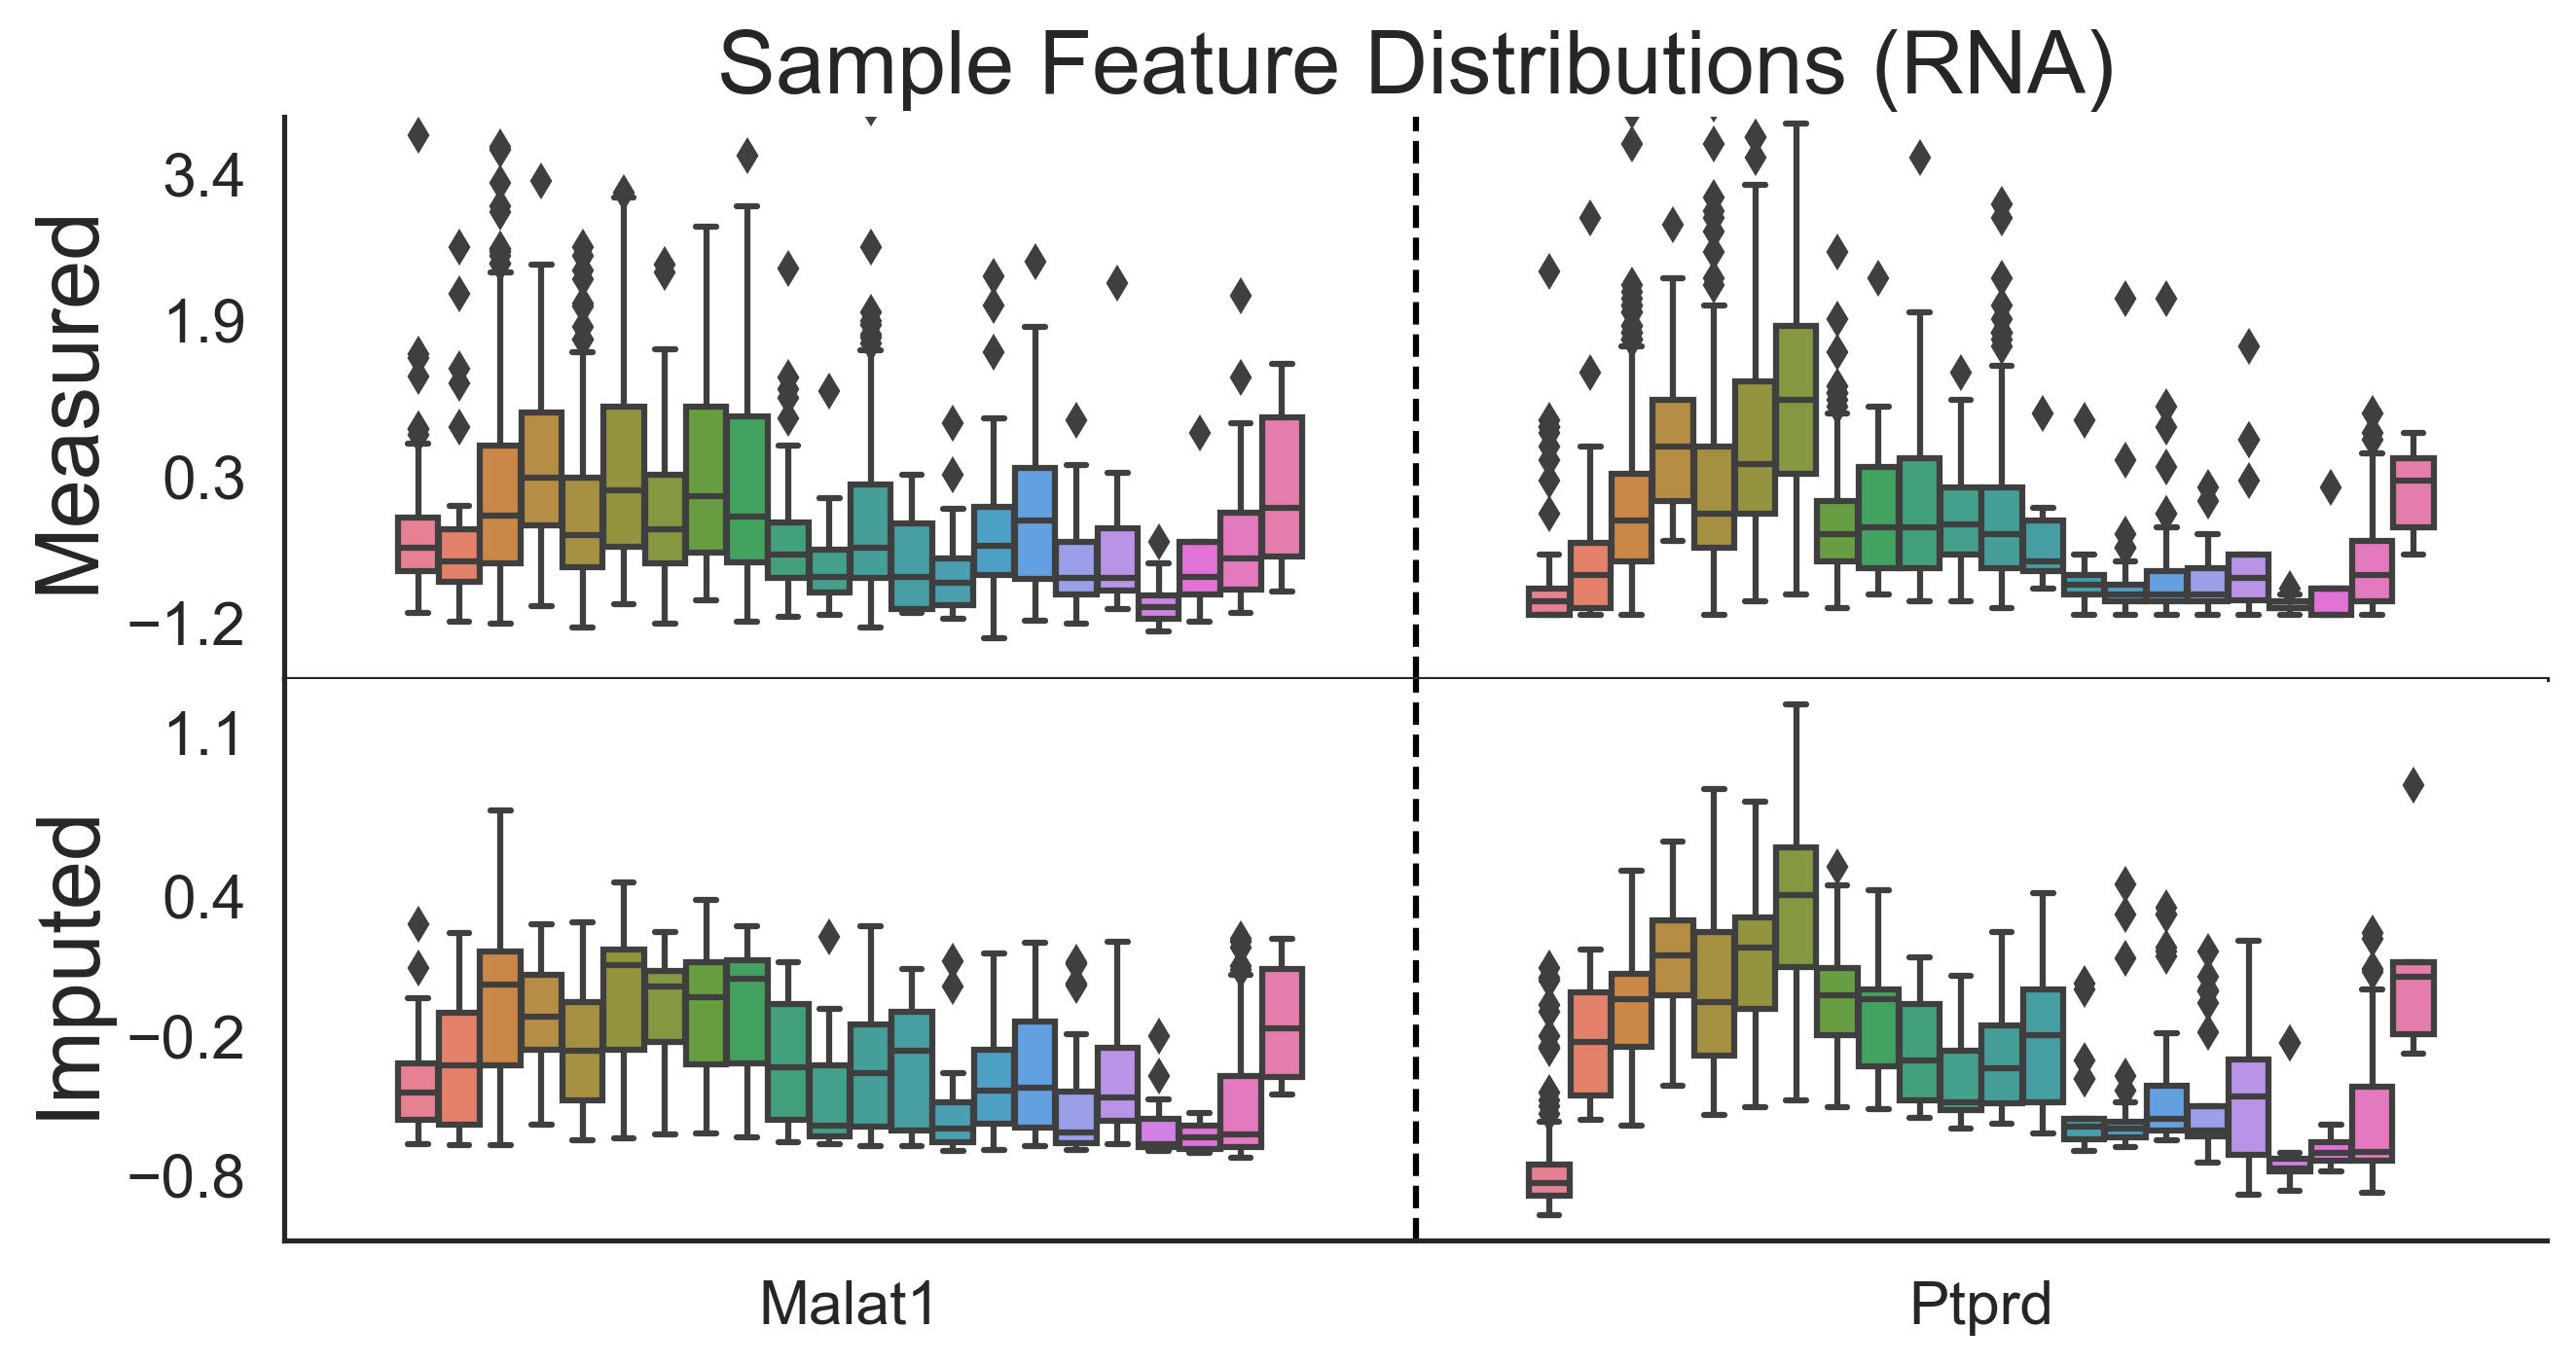 Sample Feature Distributions (RNA)
Measured
3.4
1.9
0.3
−1.2
Imputed
1.1
0.4
−0.2
−0.8
Malat1
Ptprd